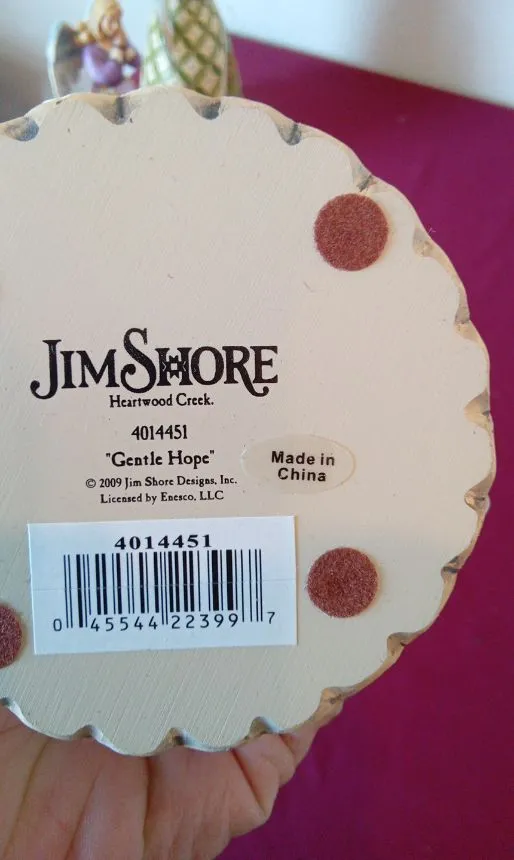 JIM SHORE
Heartwood Creek.
4014451
"Gentle Hope"
© 2009 Jim Shore Designs, Inc.
Licensed by Enesco, LLC
Made in
China
4014451
0 45544 22399 7